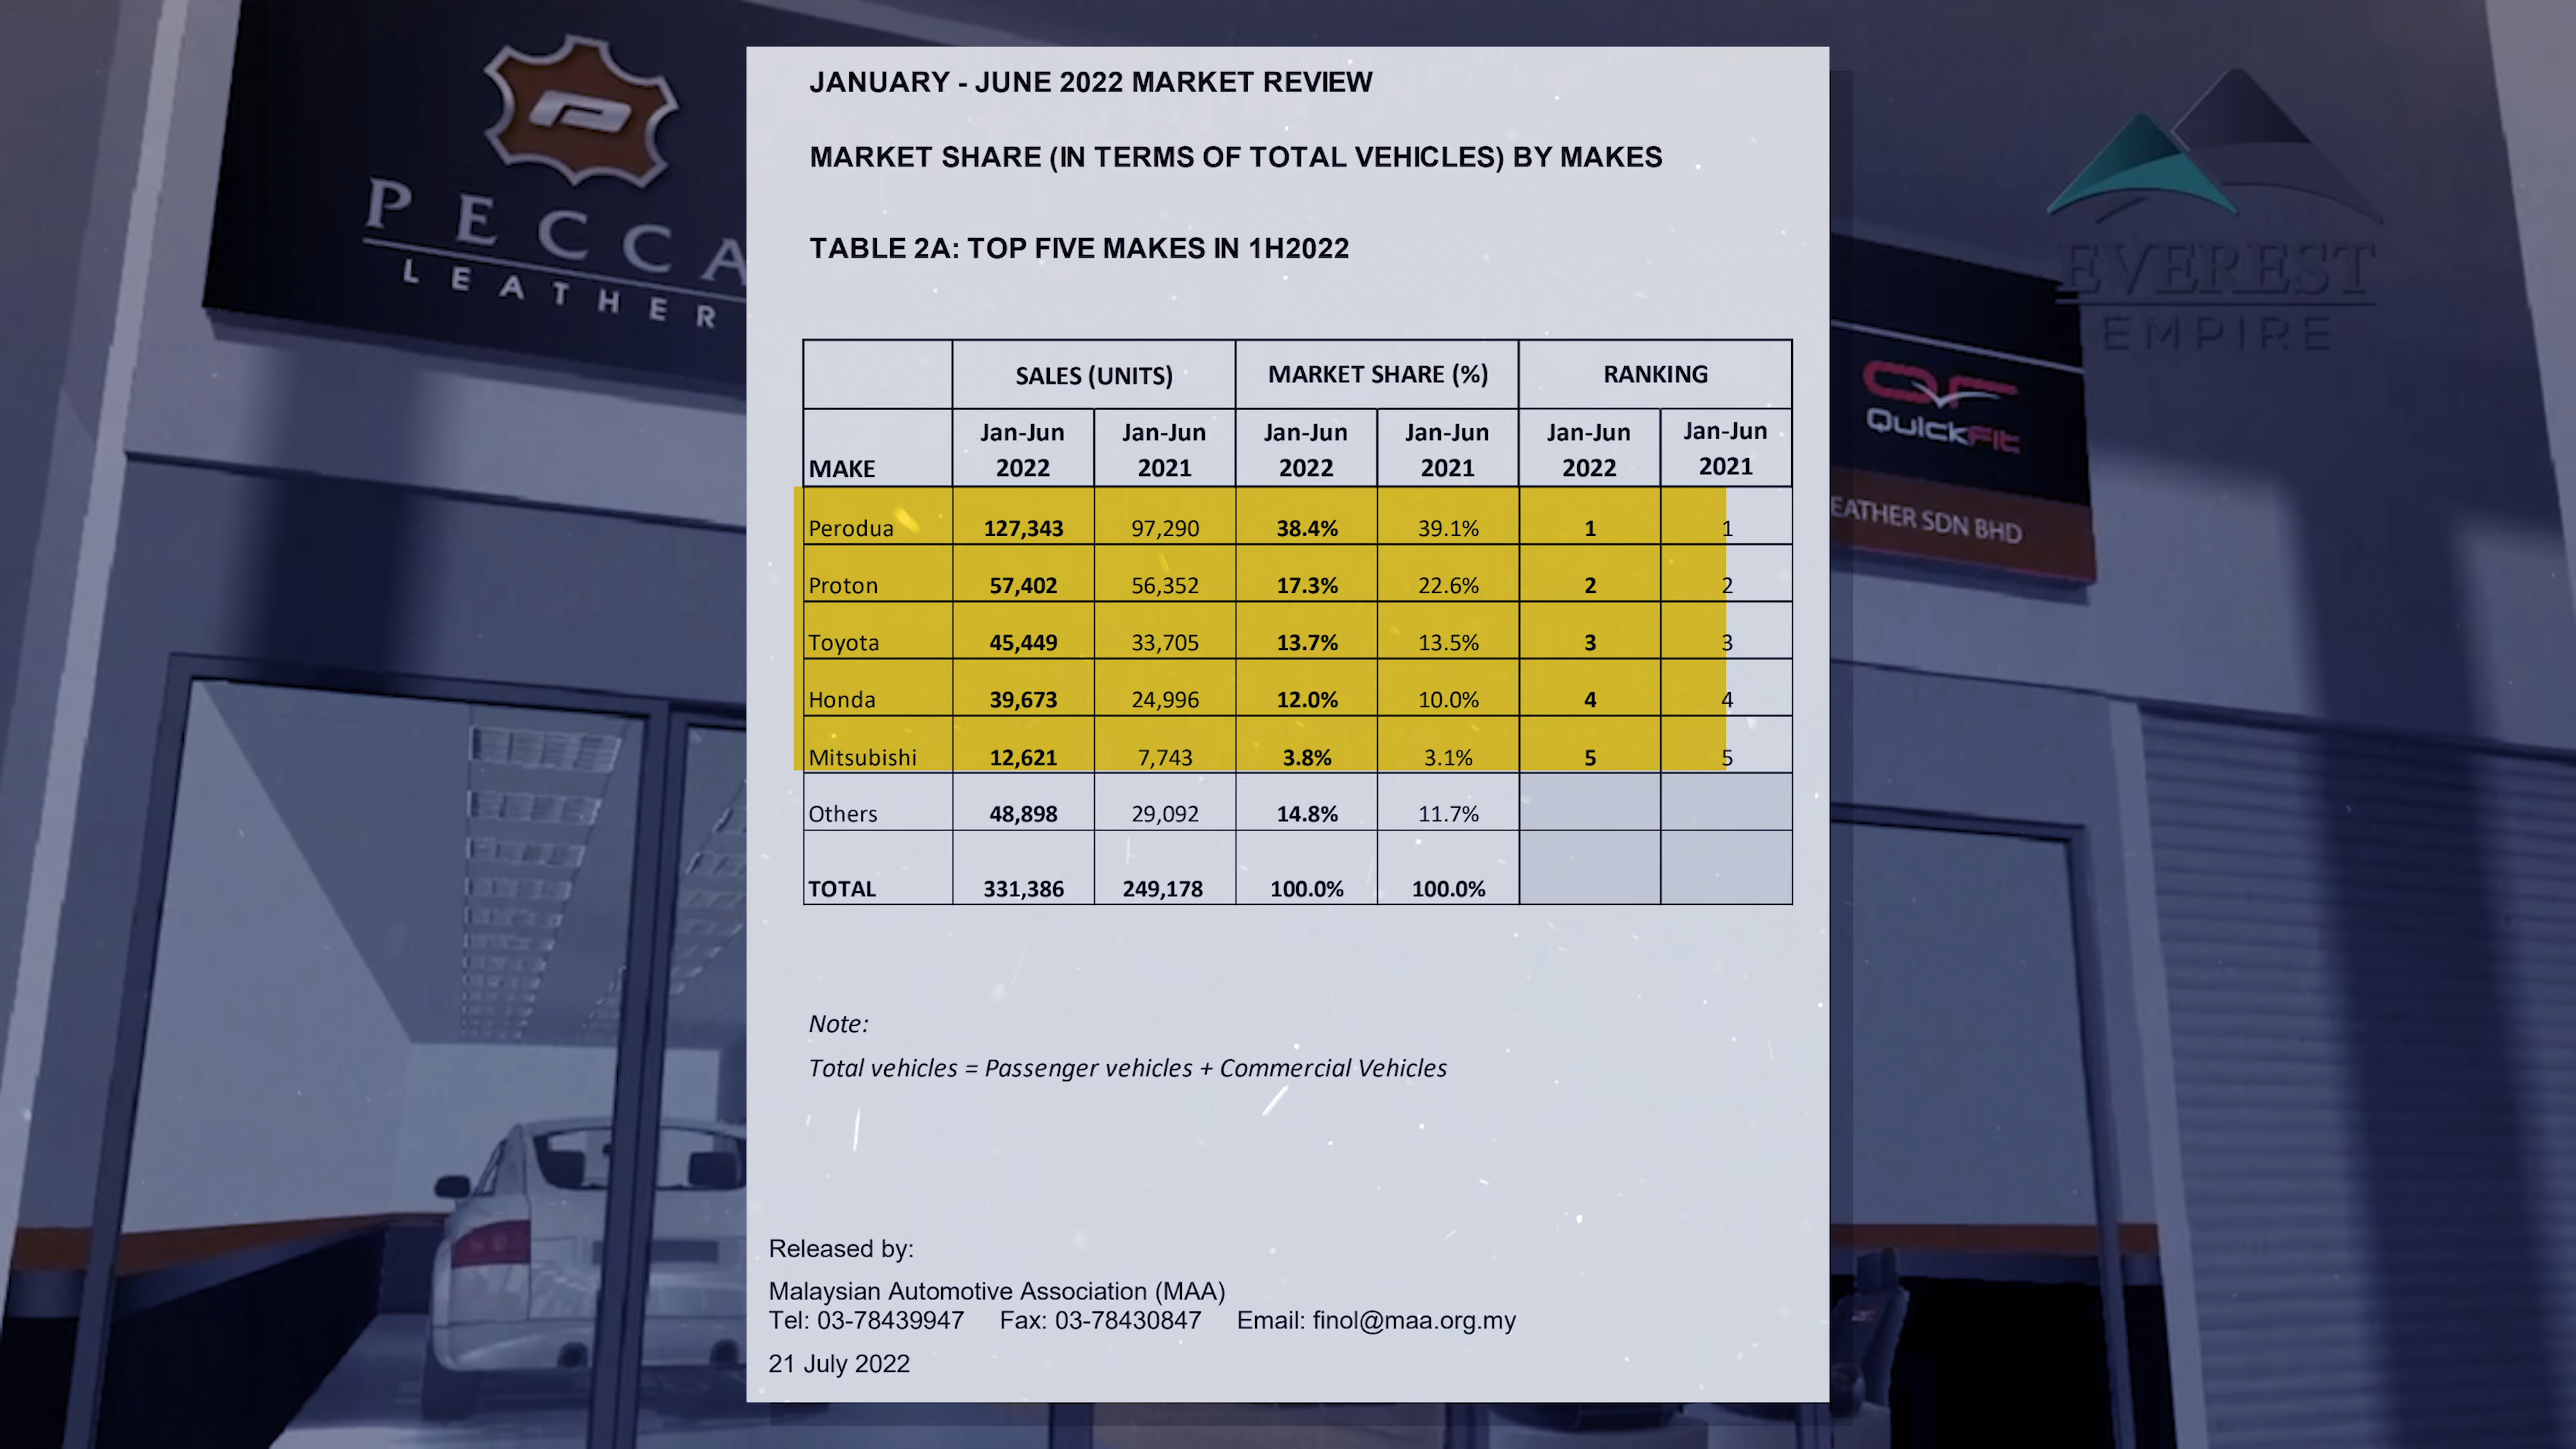 PECCA
LEATHER
EVEREST
EMPIRE
QuickFit
EATHER SDN BHD
JANUARY - JUNE 2022 MARKET REVIEW
MARKET SHARE (IN TERMS OF TOTAL VEHICLES) BY MAKES
TABLE 2A: TOP FIVE MAKES IN 1H2022
SALES (UNITS) MARKET SHARE (%) RANKING
MAKE Jan-Jun 2022 Jan-Jun 2021 Jan-Jun 2022 Jan-Jun 2021 Jan-Jun 2022 Jan-Jun 2021
Perodua 127,343 97,290 38.4% 39.1% 1 1
Proton 57,402 56,352 17.3% 22.6% 2 2
Toyota 45,449 33,705 13.7% 13.5% 3 3
Honda 39,673 24,996 12.0% 10.0% 4 4
Mitsubishi 12,621 7,743 3.8% 3.1% 5 5
Others 48,898 29,092 14.8% 11.7%
TOTAL 331,386 249,178 100.0% 100.0%
Note:
Total vehicles = Passenger vehicles + Commercial Vehicles
Released by:
Malaysian Automotive Association (MAA)
Tel: 03-78439947 Fax: 03-78430847 Email: finol@maa.org.my
21 July 2022